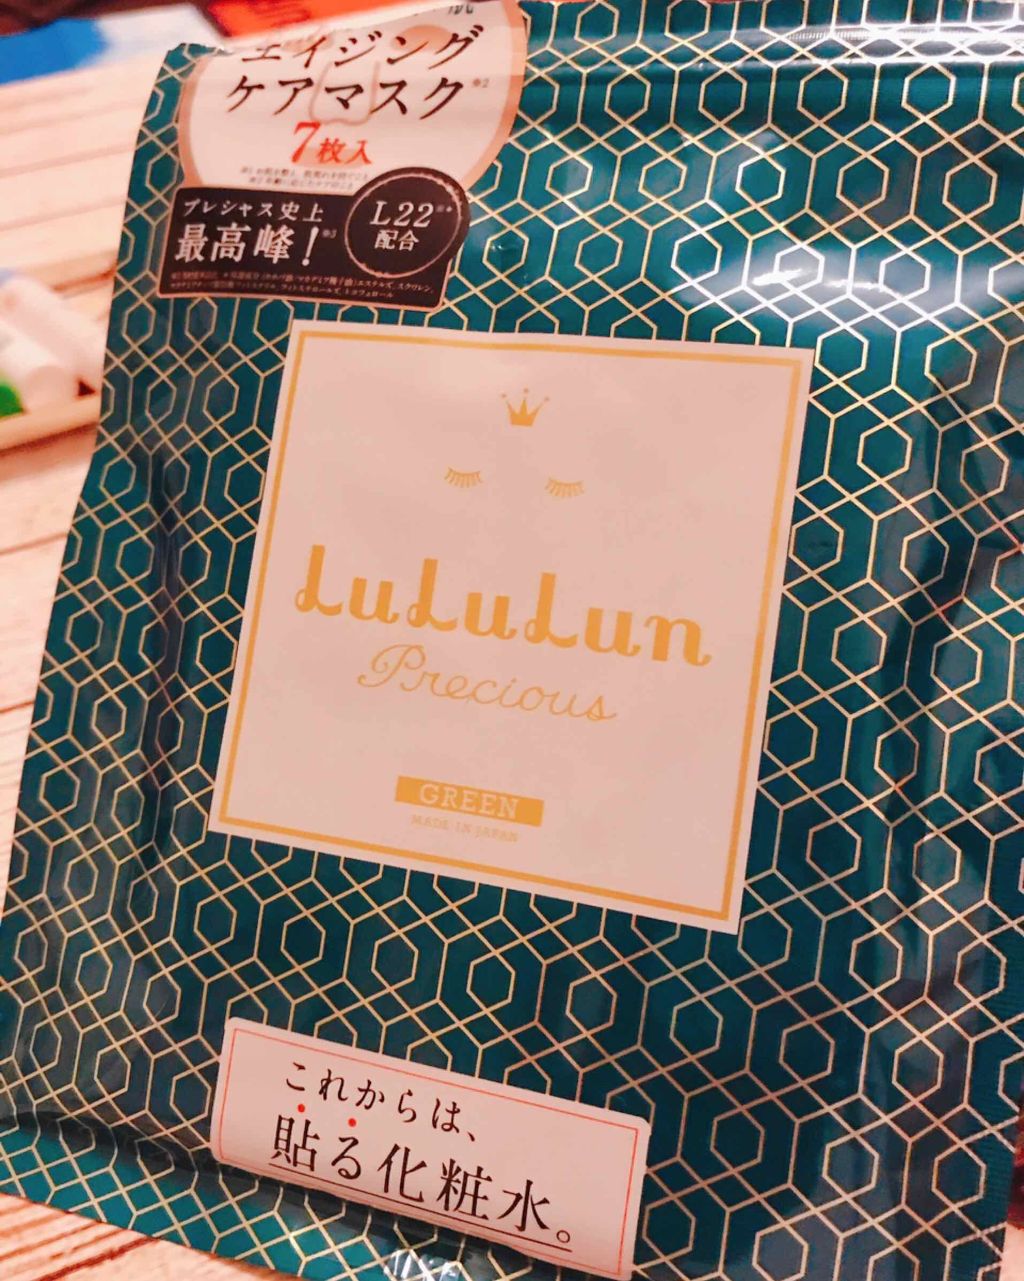 エイジング
ケアマスク※2
7枚入
プレシャス史上
最高峰!※3
L22
配合
LuLuLun
Precious
GREEN
MADE IN JAPAN
これからは、
貼る化粧水。